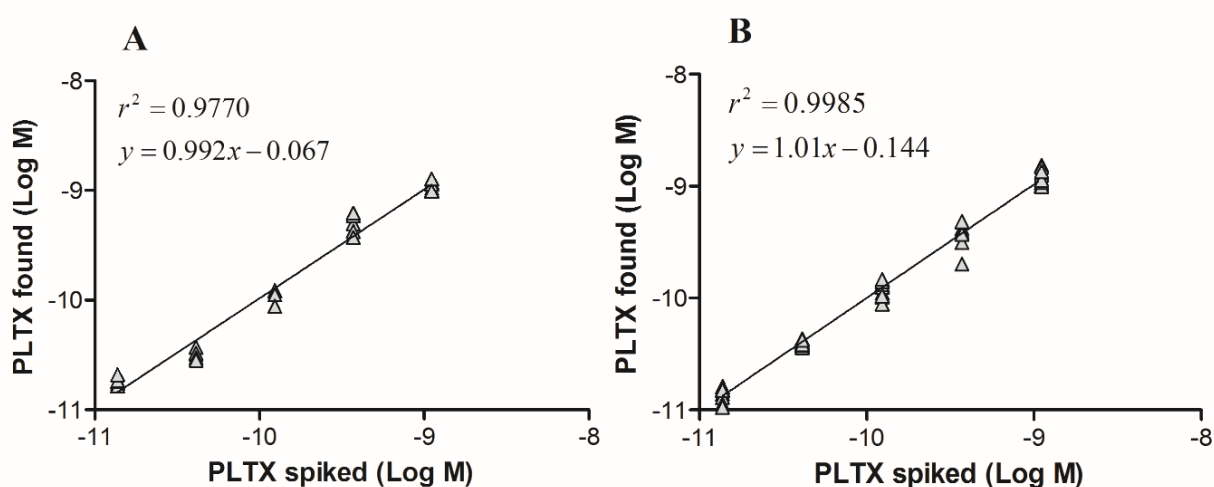 A
r² = 0.9770
y = 0.992x − 0.067
PLTX found (Log M)
-8
-9
-10
-11
-11
-10
-9
-8
PLTX spiked (Log M)
B
r² = 0.9985
y = 1.01x − 0.144
PLTX found (Log M)
-8
-9
-10
-11
-11
-10
-9
-8
PLTX spiked (Log M)